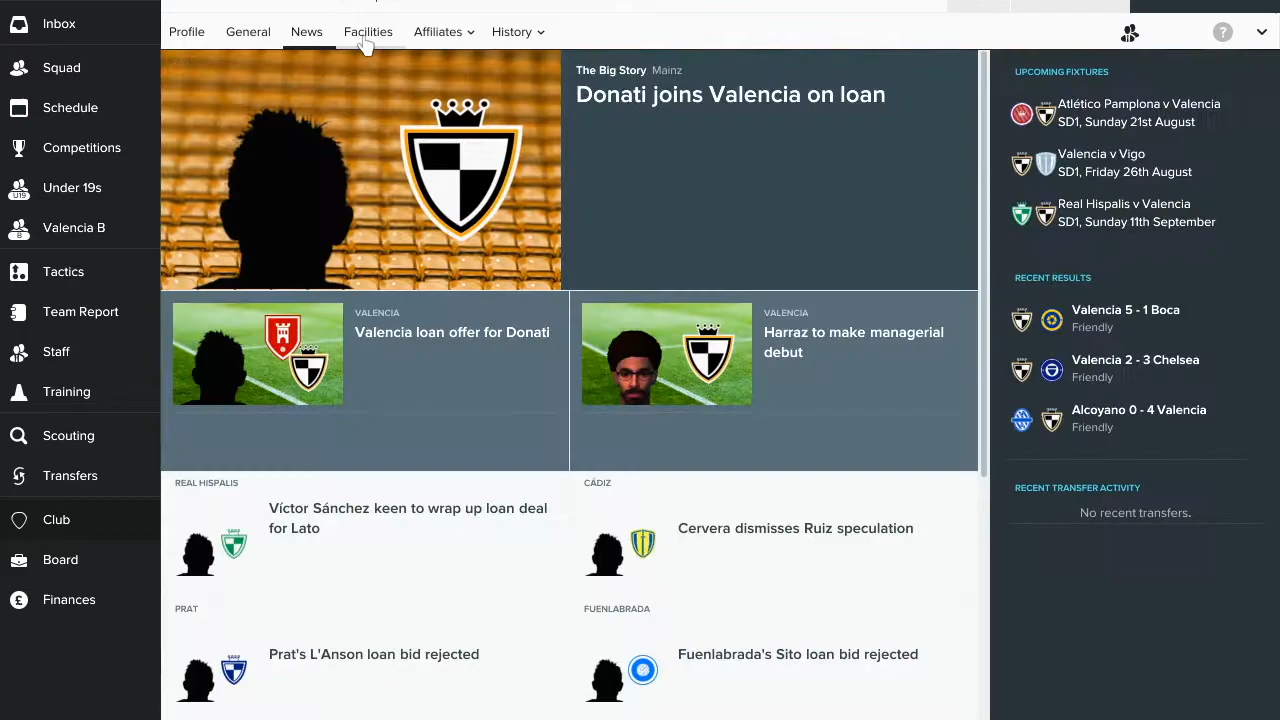 Inbox
Squad
Schedule
Competitions
U19
Under 19s
B
Valencia B
Tactics
Team Report
Staff
Training
Scouting
Transfers
Club
Board
£
Finances
Profile
General
News
Facilities
Affiliates
History
?
The Big Story Mainz
Donati joins Valencia on loan
VALENCIA
Valencia loan offer for Donati
VALENCIA
Harraz to make managerial
debut
REAL HISPALIS
Víctor Sánchez keen to wrap up loan deal
for Lato
CÁDIZ
Cervera dismisses Ruiz speculation
PRAT
Prat's L'Anson loan bid rejected
FUENLABRADA
Fuenlabrada's Sito loan bid rejected
UPCOMING FIXTURES
Atlético Pamplona v Valencia
SD1, Sunday 21st August
Valencia v Vigo
SD1, Friday 26th August
Real Hispalis v Valencia
SD1, Sunday 11th September
RECENT RESULTS
Valencia 5 - 1 Boca
Friendly
Valencia 2 - 3 Chelsea
Friendly
Alcoyano 0 - 4 Valencia
Friendly
RECENT TRANSFER ACTIVITY
No recent transfers.